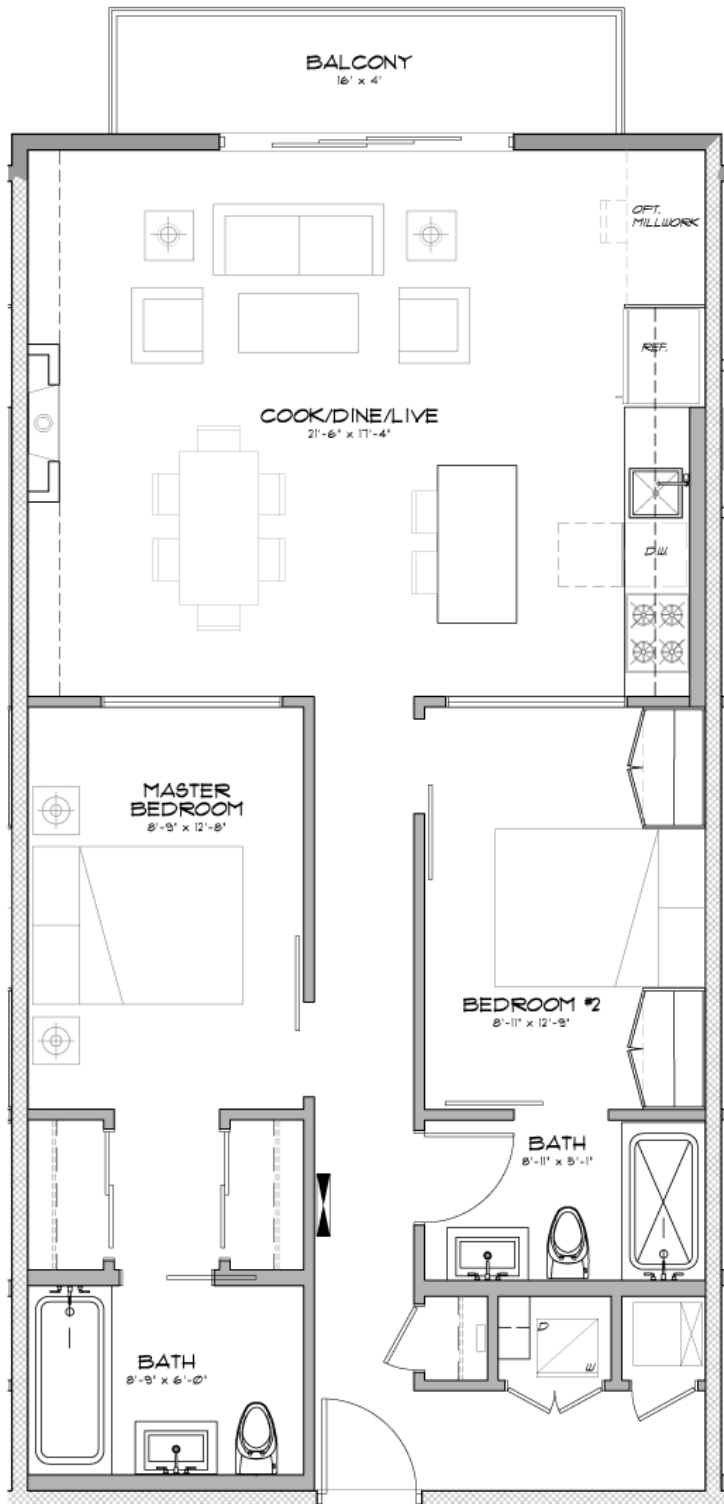 BALCONY
16' x 4'
OPT.
MILLWORK
REF.
COOK/DINE/LIVE
21'-6" x 17'-4"
D.W.
MASTER
BEDROOM
8'-9" x 12'-8"
BEDROOM #2
8'-11" x 12'-9"
BATH
8'-11" x 5'-1"
D
W
BATH
8'-9" x 6'-0"